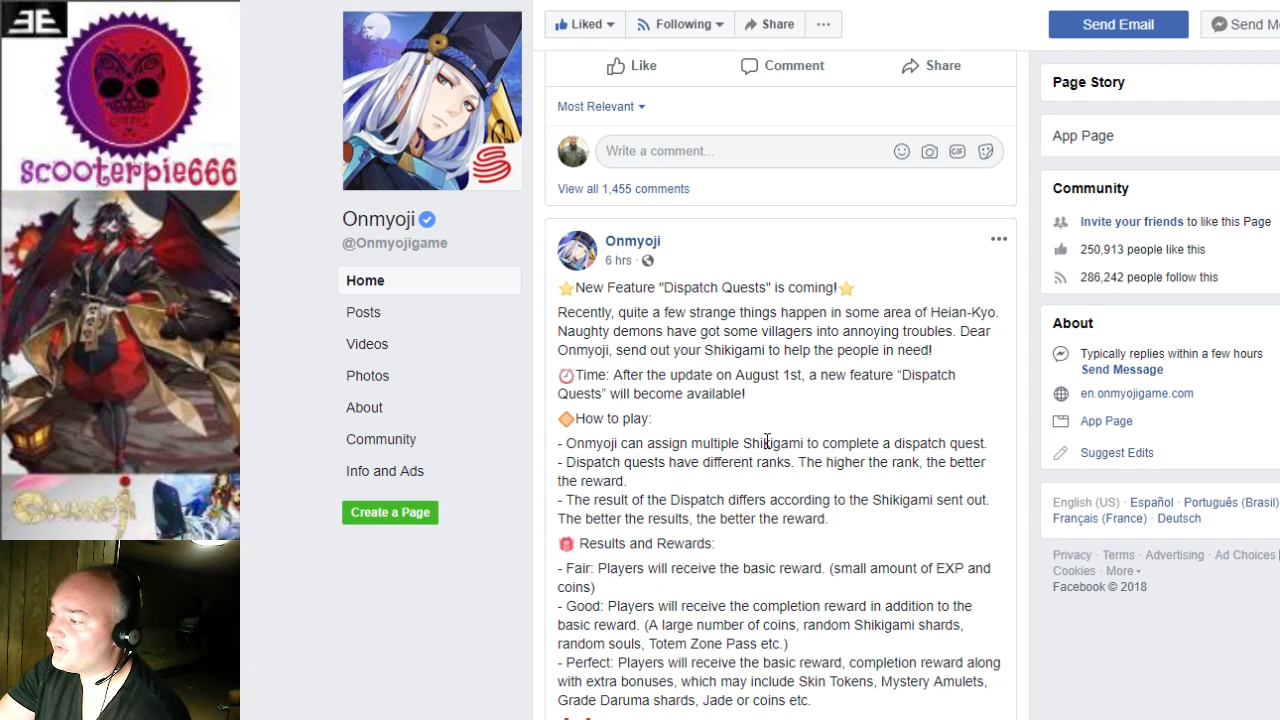 scooterpie666
Onmyoji
@Onmyojigame
Home
Posts
Videos
Photos
About
Community
Info and Ads
Create a Page
Liked
Following
Share
Send Email
Like
Comment
Share
Most Relevant
Write a comment...
GIF
View all 1,455 comments
Onmyoji
6 hrs ·
⭐New Feature "Dispatch Quests" is coming!⭐
Recently, quite a few strange things happen in some area of Heian-Kyo.
Naughty demons have got some villagers into annoying troubles. Dear
Onmyoji, send out your Shikigami to help the people in need!
⏰Time: After the update on August 1st, a new feature “Dispatch
Quests” will become available!
🔶How to play:
- Onmyoji can assign multiple Shikigami to complete a dispatch quest.
- Dispatch quests have different ranks. The higher the rank, the better
the reward.
- The result of the Dispatch differs according to the Shikigami sent out.
The better the results, the better the reward.
🎁 Results and Rewards:
- Fair: Players will receive the basic reward. (small amount of EXP and
coins)
- Good: Players will receive the completion reward in addition to the
basic reward. (A large number of coins, random Shikigami shards,
random souls, Totem Zone Pass etc.)
- Perfect: Players will receive the basic reward, completion reward along
with extra bonuses, which may include Skin Tokens, Mystery Amulets,
Grade Daruma shards, Jade or coins etc.
Page Story
App Page
Community
Invite your friends to like this Page
250,913 people like this
286,242 people follow this
About
Typically replies within a few hours
Send Message
en.onmyojigame.com
App Page
Suggest Edits
English (US) · Español · Português (Brasil)
Français (France) · Deutsch
Privacy · Terms · Advertising · Ad Choices
Cookies · More
Facebook © 2018